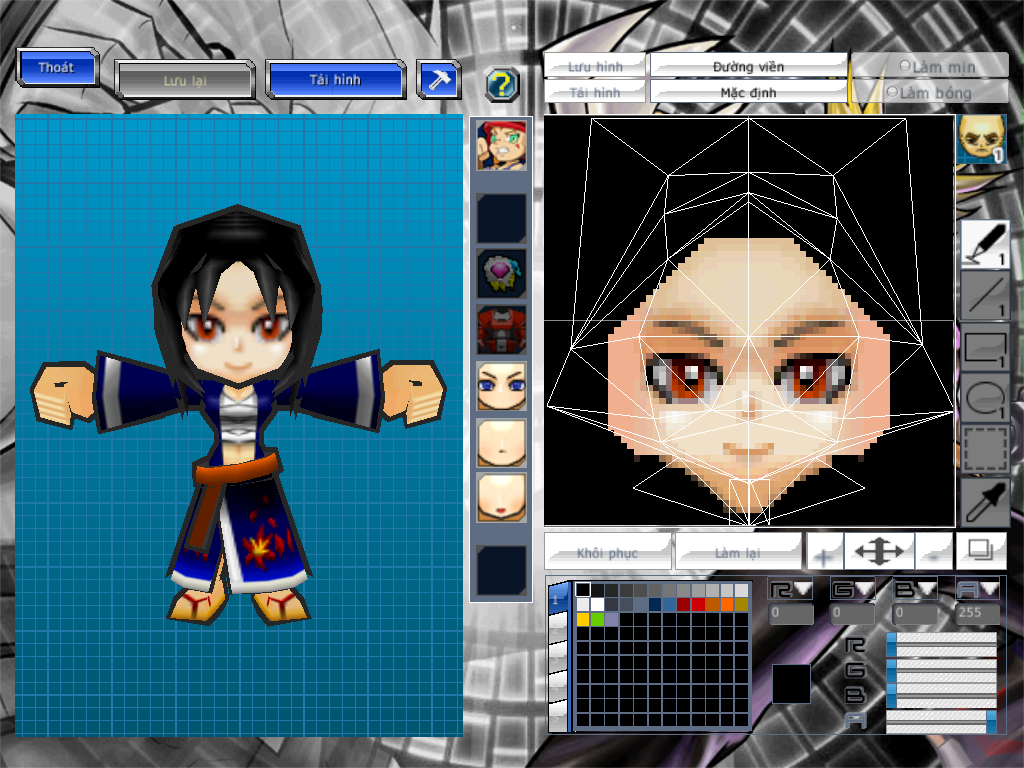 Thoát
Lưu lại
Tải hình
?
Lưu hình
Đường viền
Làm mịn
Tải hình
Mặc định
Làm bóng
1
1
1
1
1
Khôi phục
Làm lại
+
-
1
R
G
B
A
0
0
0
255
R
G
B
A